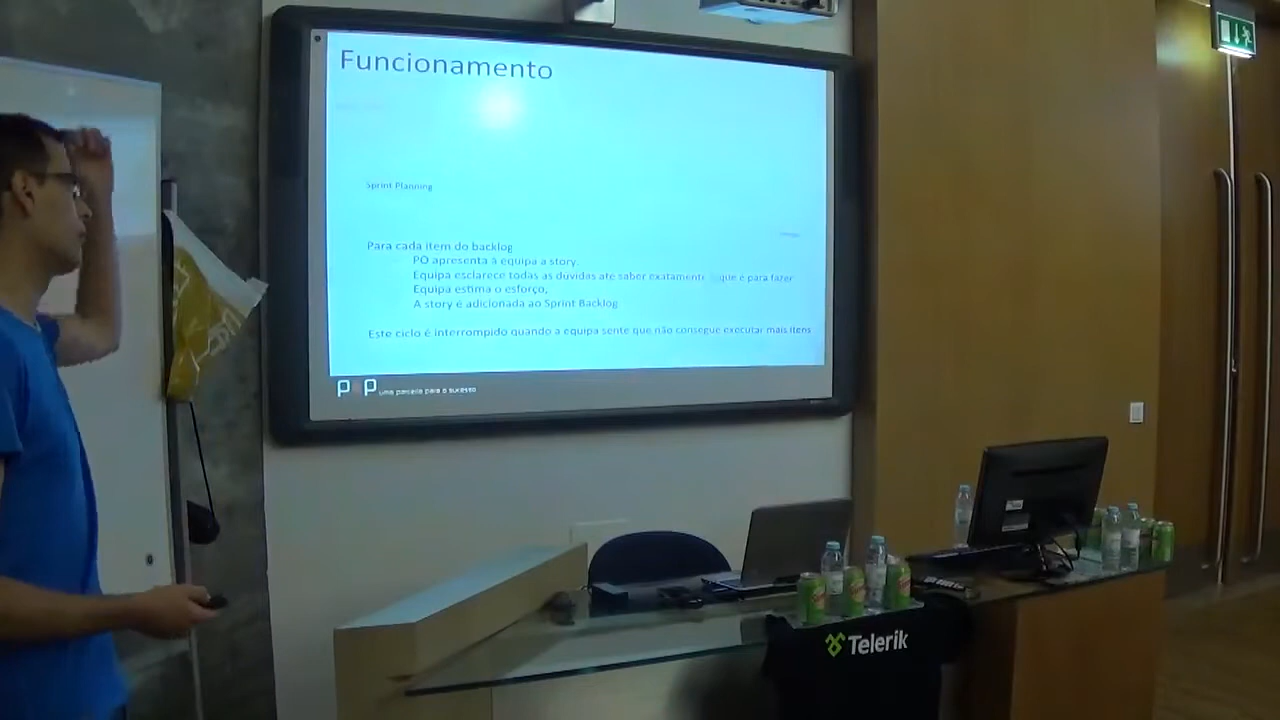 Funcionamento
Sprint Planning
Para cada item do backlog
PO apresenta à equipa a story.
Equipa esclarece todas as dúvidas até saber exatamente que é para fazer
Equipa estima o esforço,
A story é adicionada ao Sprint Backlog
Este ciclo é interrompido quando a equipa sente que não consegue executar mais itens
P P uma parceria para o sucesso
Telerik